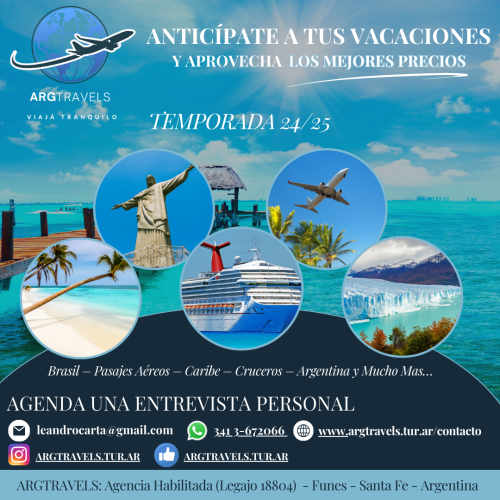 ANTICÍPATE A TUS VACACIONES
Y APROVECHA LOS MEJORES PRECIOS
ARGTRAVELS
VIAJÁ TRANQUILO
TEMPORADA 24/25
Brasil – Pasajes Aéreos – Caribe – Cruceros – Argentina y Mucho Mas...
AGENDA UNA ENTREVISTA PERSONAL
leandrocarta@gmail.com 341 3-672066 www.argtravels.tur.ar/contacto
ARGTRAVELS.TUR.AR ARGTRAVELS.TUR.AR
ARGTRAVELS: Agencia Habilitada (Legajo 18804) - Funes - Santa Fe - Argentina